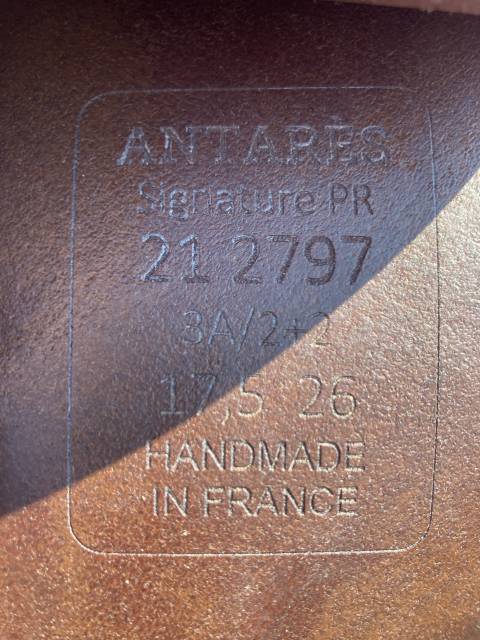 ANTARÈS
Signature PR
21 2797
3A/2+2
17,5 26
HANDMADE
IN FRANCE